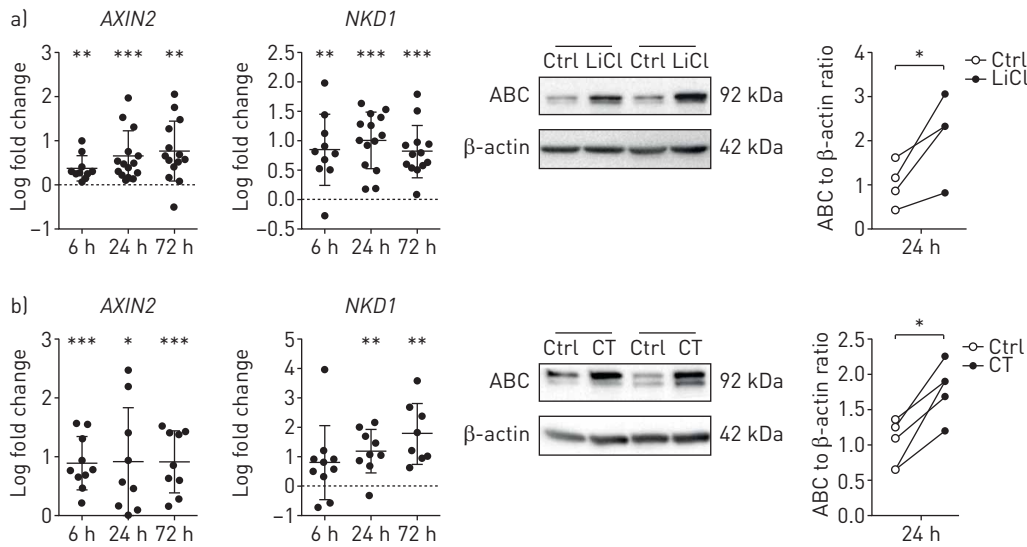 a)
AXIN2
Log fold change
** *** **
3
2
1
0
–1
6 h 24 h 72 h
NKD1
Log fold change
** *** ***
2.5
2.0
1.5
1.0
0.5
0.0
–0.5
6 h 24 h 72 h
Ctrl LiCl Ctrl LiCl
ABC 92 kDa
β-actin 42 kDa
ABC to β-actin ratio
4
3
2
1
0
*
24 h
Ctrl
LiCl
b)
AXIN2
Log fold change
*** * ***
3
2
1
0
6 h 24 h 72 h
NKD1
Log fold change
** **
5
4
3
2
1
0
–1
6 h 24 h 72 h
Ctrl CT Ctrl CT
ABC 92 kDa
β-actin 42 kDa
ABC to β-actin ratio
2.5
2.0
1.5
1.0
0.5
0.0
*
24 h
Ctrl
CT